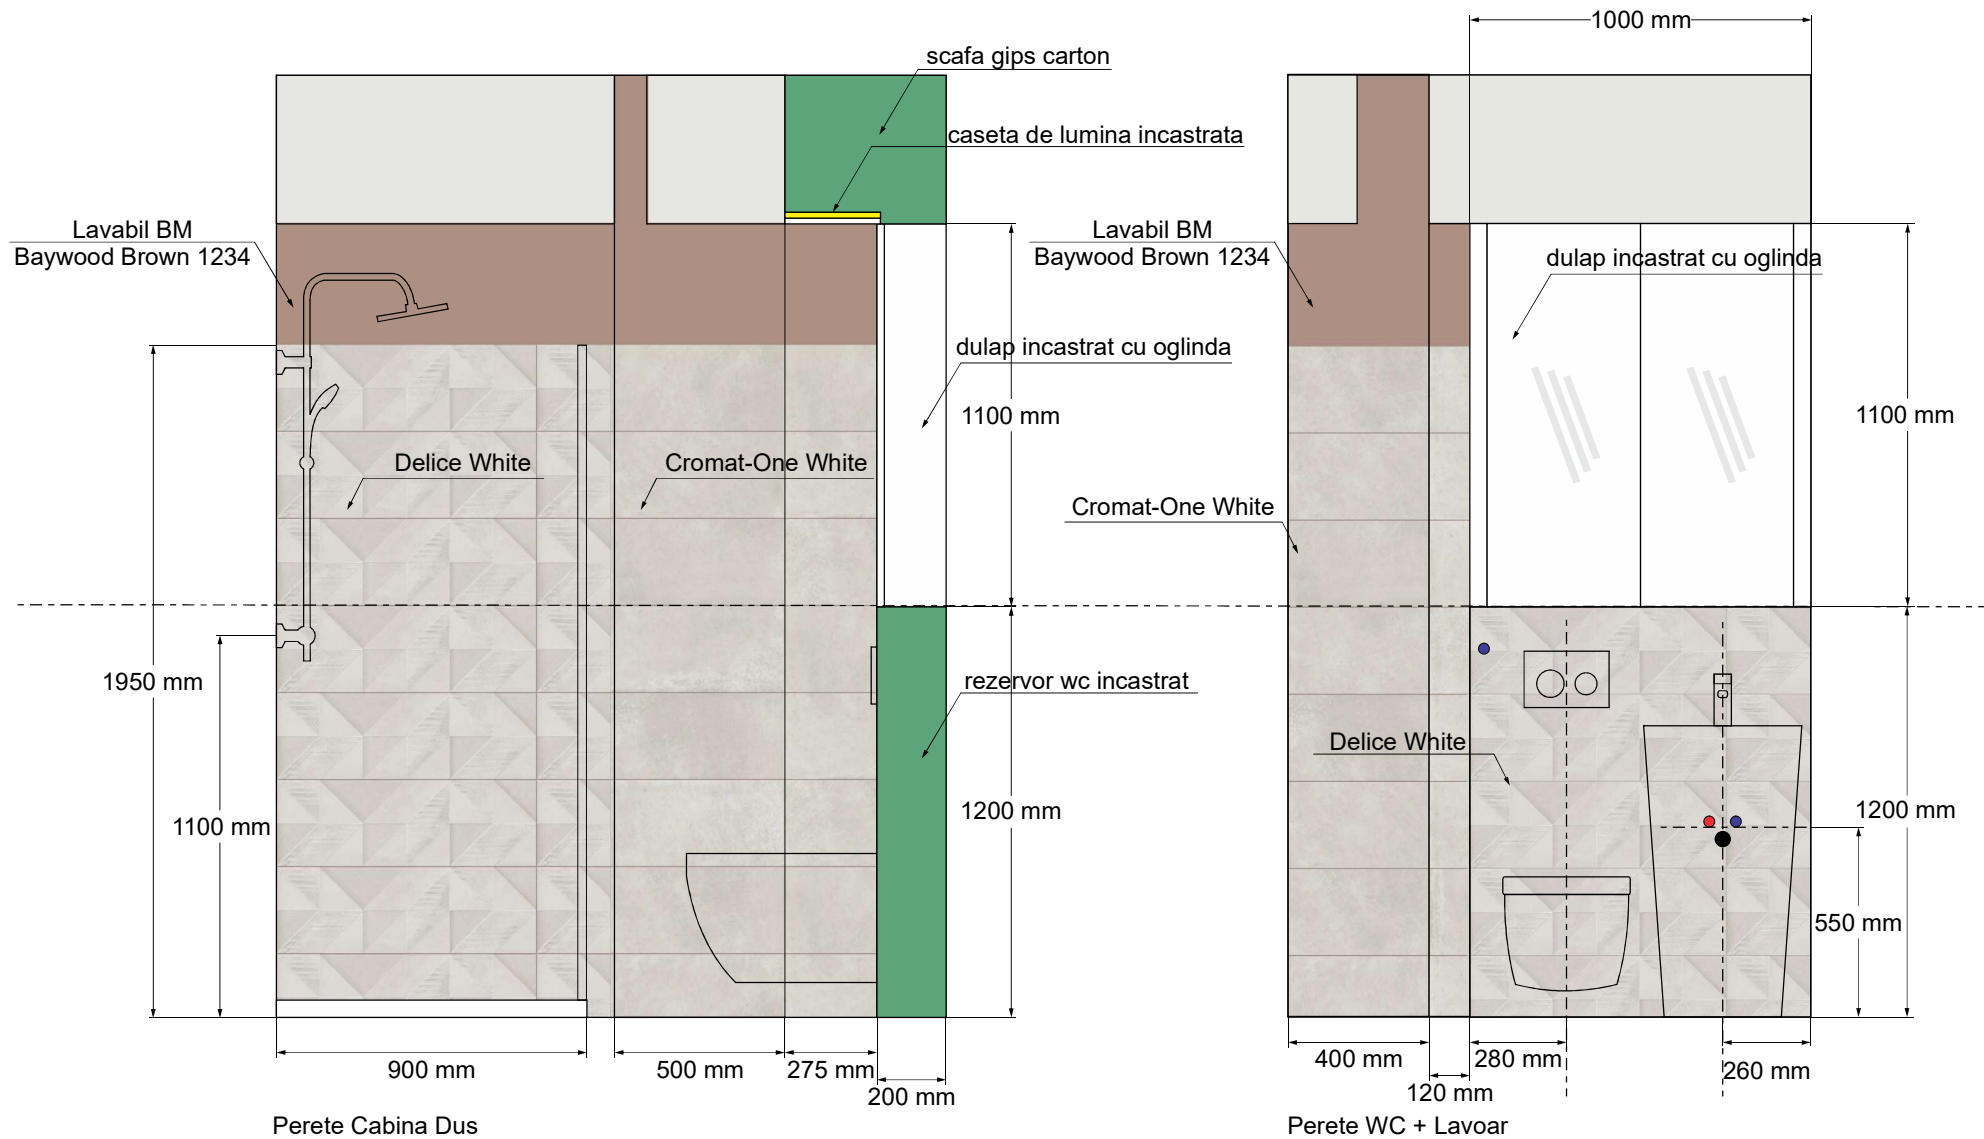 1000 mm
scafa gips carton
caseta de lumina incastrata
Lavabil BM
Baywood Brown 1234
Lavabil BM
Baywood Brown 1234
dulap incastrat cu oglinda
dulap incastrat cu oglinda
1100 mm
1100 mm
Delice White
Cromat-One White
Cromat-One White
1950 mm
rezervor wc incastrat
Delice White
1100 mm
1200 mm
1200 mm
550 mm
900 mm
500 mm
275 mm
200 mm
400 mm
120 mm
280 mm
260 mm
Perete Cabina Dus
Perete WC + Lavoar